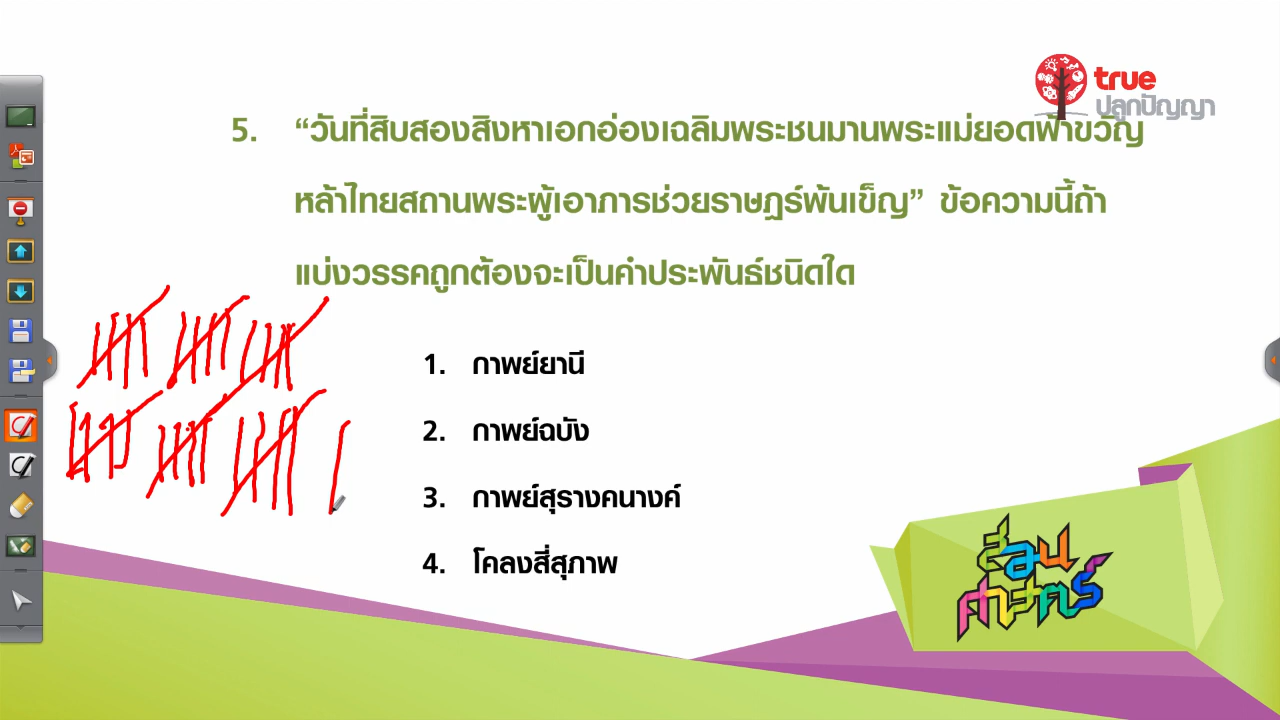 true
ปลูกปัญญา
5. “วันที่สิบสองสิงหาเอกอ่องเฉลิมพระชนมานพระแม่ยอดฟ้าขวัญ
หล้าไทยสถานพระผู้เอาภารช่วยราษฎร์พ้นเข็ญ” ข้อความนี้ถ้า
แบ่งวรรคถูกต้องจะเป็นคำประพันธ์ชนิดใด
1. กาพย์ยานี
2. กาพย์ฉบัง
3. กาพย์สุรางคนางค์
4. โคลงสี่สุภาพ
สอน
ศาสตร์